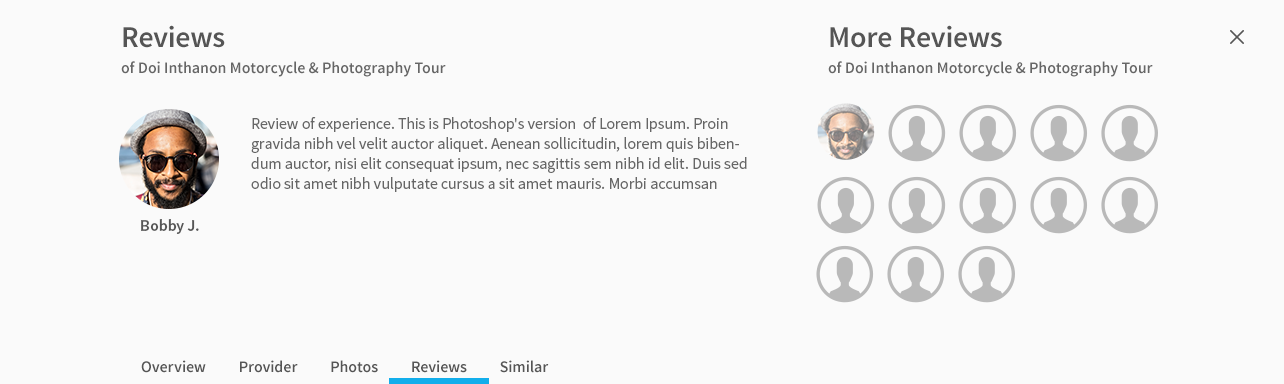 Reviews
of Doi Inthanon Motorcycle & Photography Tour
Review of experience. This is Photoshop's version  of Lorem Ipsum. Proin
gravida nibh vel velit auctor aliquet. Aenean sollicitudin, lorem quis biben-
dum auctor, nisi elit consequat ipsum, nec sagittis sem nibh id elit. Duis sed
odio sit amet nibh vulputate cursus a sit amet mauris. Morbi accumsan
Bobby J.
More Reviews
of Doi Inthanon Motorcycle & Photography Tour
Overview
Provider
Photos
Reviews
Similar